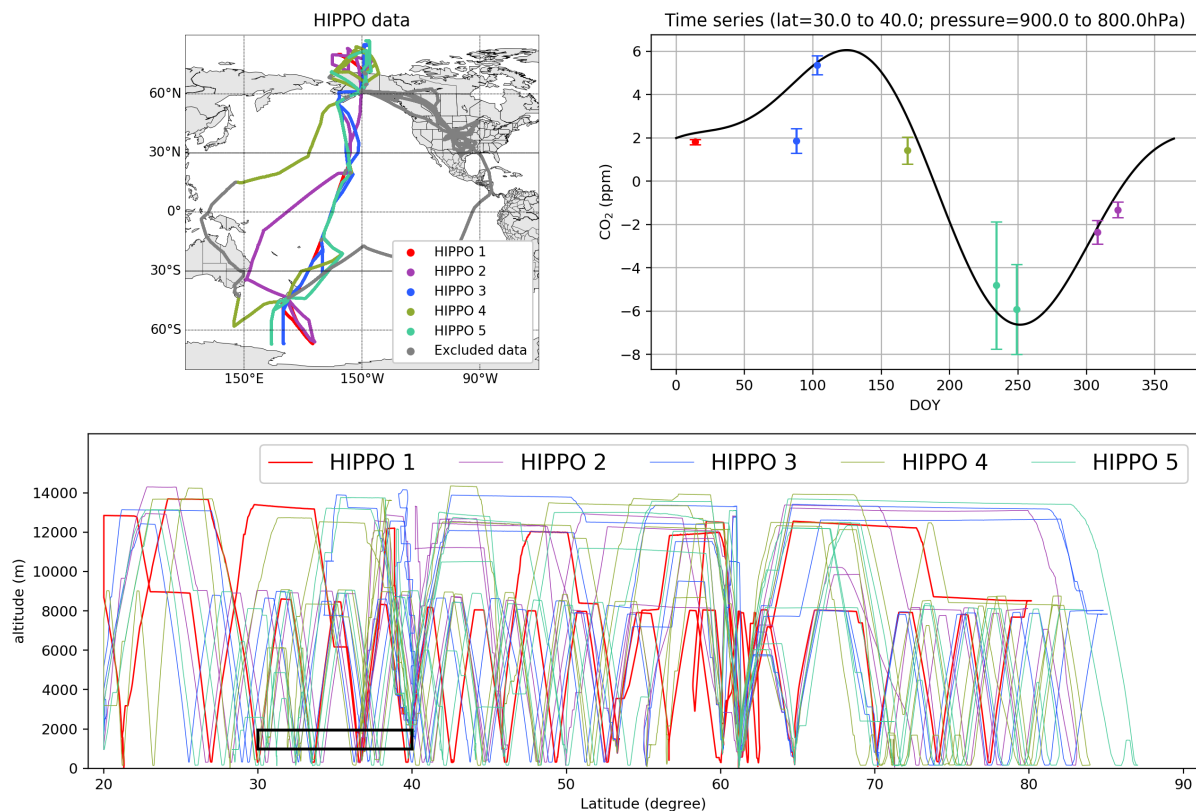 HIPPO data
60°N
30°N
0°
30°S
60°S
150°E
150°W
90°W
HIPPO 1
HIPPO 2
HIPPO 3
HIPPO 4
HIPPO 5
Excluded data
Time series (lat=30.0 to 40.0; pressure=900.0 to 800.0hPa)
CO₂ (ppm)
6
4
2
0
−2
−4
−6
−8
0
50
100
150
200
250
300
350
DOY
HIPPO 1
HIPPO 2
HIPPO 3
HIPPO 4
HIPPO 5
altitude (m)
14000
12000
10000
8000
6000
4000
2000
0
20
30
40
50
60
70
80
90
Latitude (degree)